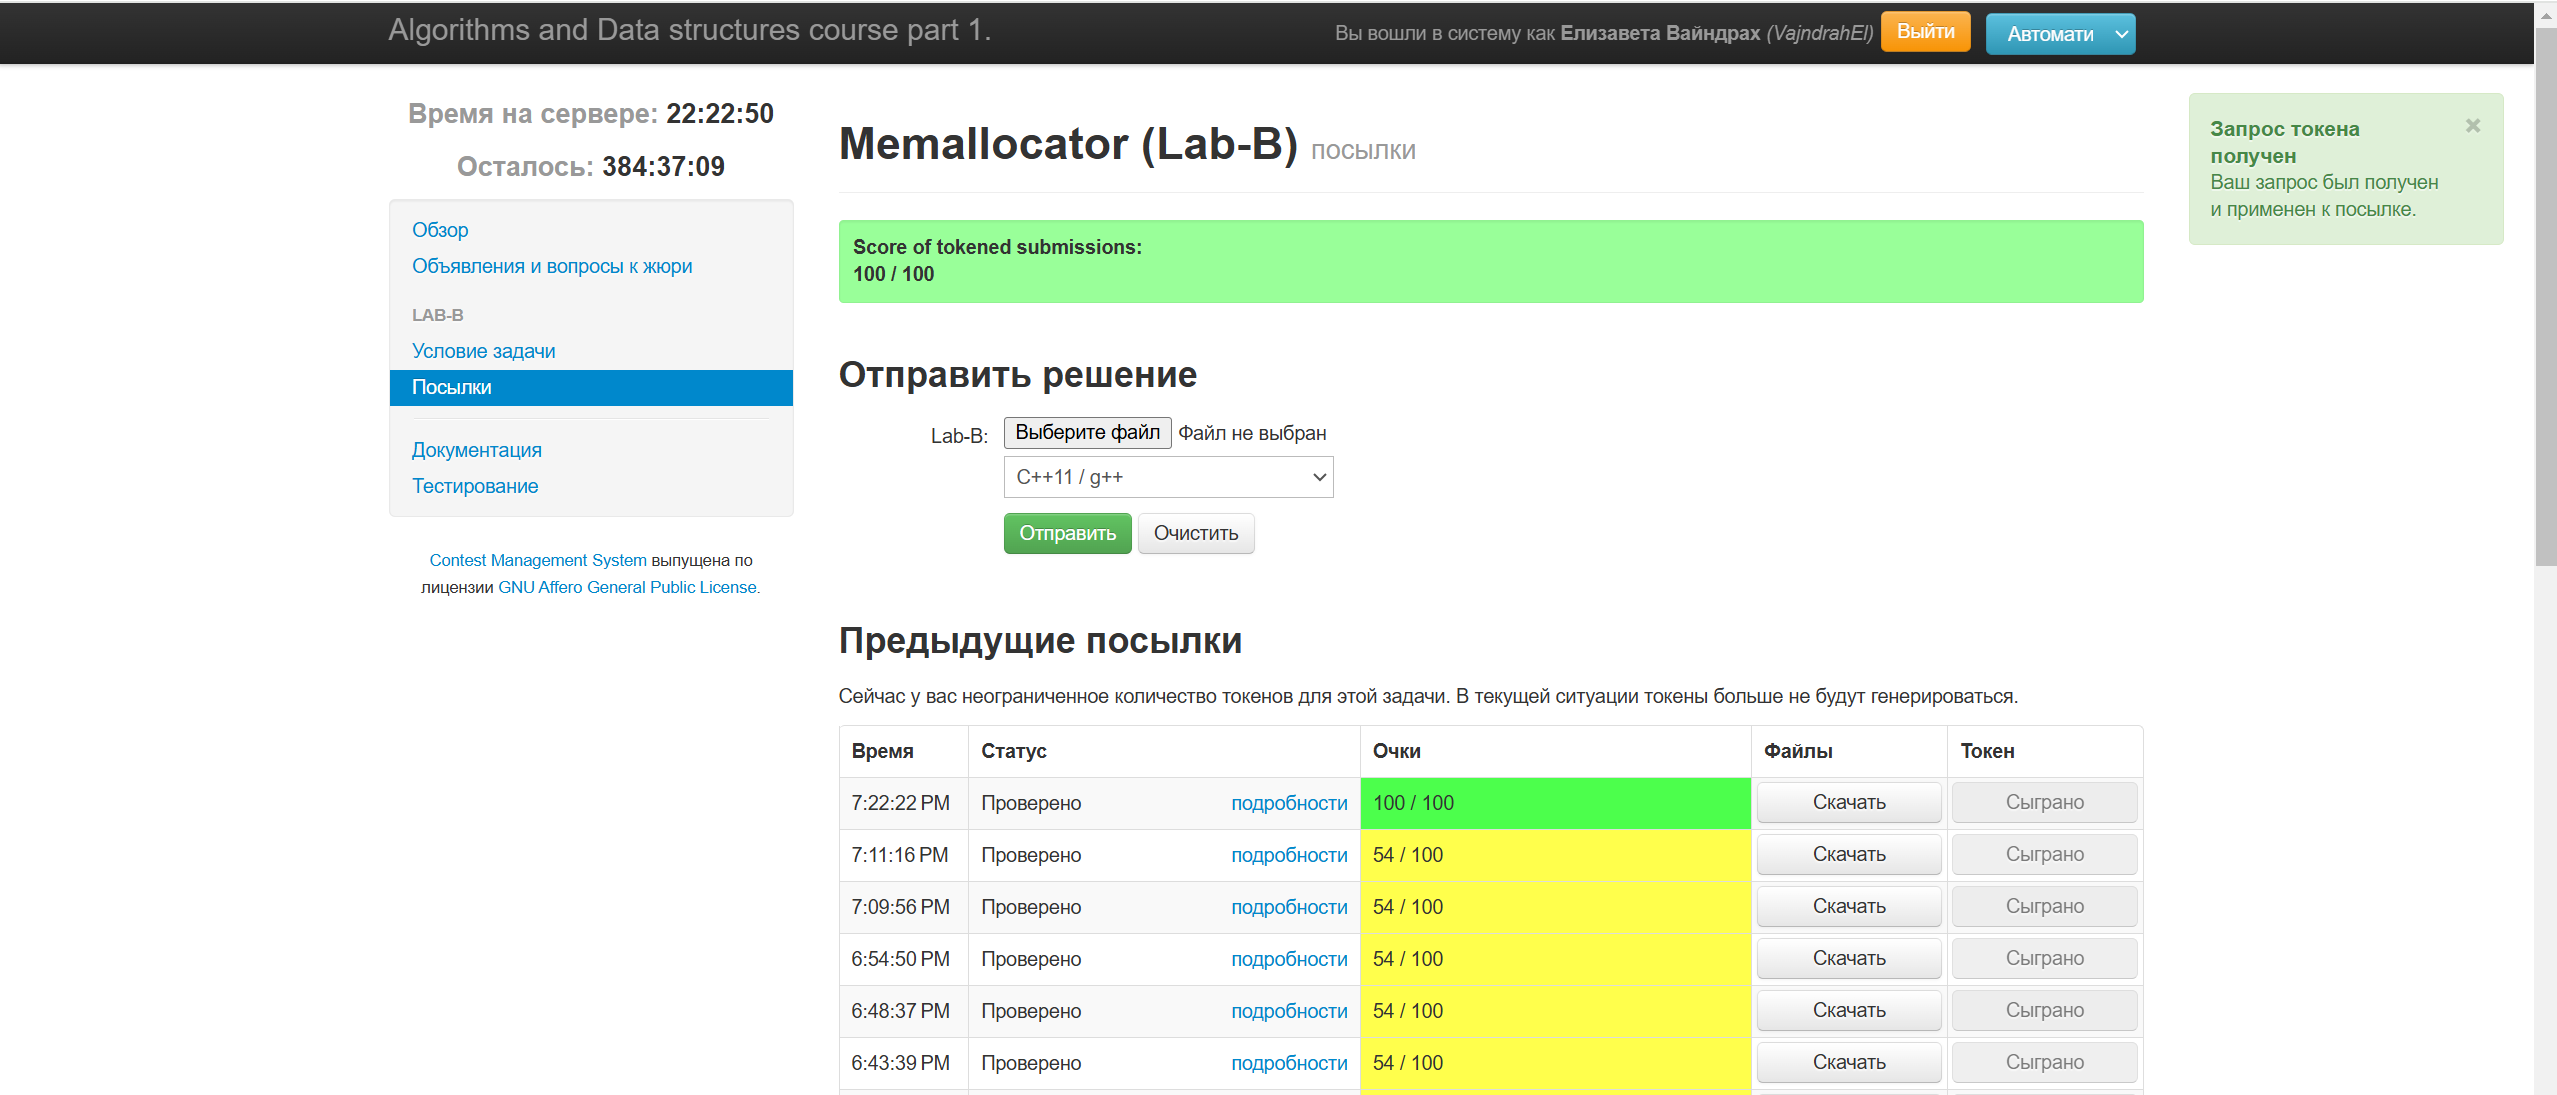 Algorithms and Data structures course part 1.
Вы вошли в систему как Елизавета Вайндрах (VajndrahEl) Выйти Автомати
Время на сервере: 22:22:50
Осталось: 384:37:09
Обзор
Объявления и вопросы к жюри
LAB-B
Условие задачи
Посылки
Документация
Тестирование
Contest Management System выпущена по
лицензии GNU Affero General Public License.
Memallocator (Lab-B) посылки
Score of tokened submissions:
100 / 100
Отправить решение
Lab-B: Выберите файл Файл не выбран
C++11 / g++
Отправить Очистить
Предыдущие посылки
Сейчас у вас неограниченное количество токенов для этой задачи. В текущей ситуации токены больше не будут генерироваться.
Время Статус Очки Файлы Токен
7:22:22 PM Проверено подробности 100 / 100 Скачать Сыграно
7:11:16 PM Проверено подробности 54 / 100 Скачать Сыграно
7:09:56 PM Проверено подробности 54 / 100 Скачать Сыграно
6:54:50 PM Проверено подробности 54 / 100 Скачать Сыграно
6:48:37 PM Проверено подробности 54 / 100 Скачать Сыграно
6:43:39 PM Проверено подробности 54 / 100 Скачать Сыграно
Запрос токена
получен
Ваш запрос был получен
и применен к посылке.